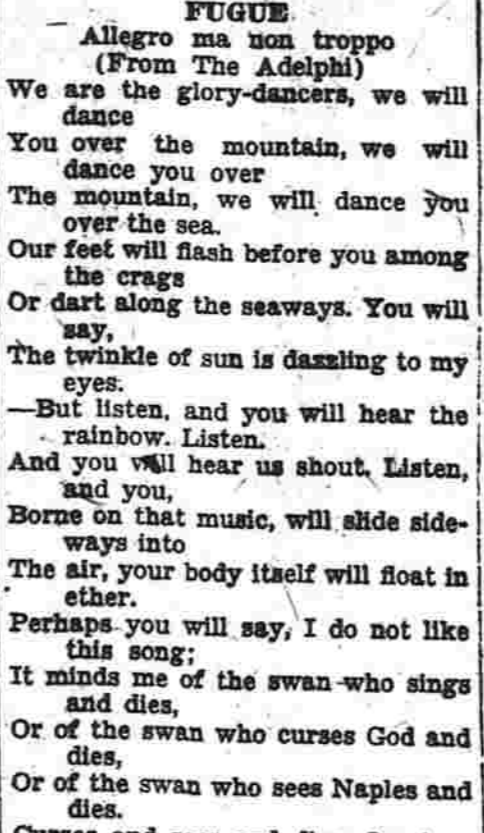 FUGUE
Allegro ma non troppo
(From The Adelphi)
We are the glory-dancers, we will
dance
You over the mountain, we will
dance you over
The mountain, we will dance you
over the sea.
Our feet will flash before you among
the crags
Or dart along the seaways. You will
say,
The twinkle of sun is dazzling to my
eyes.
—But listen, and you will hear the
rainbow. Listen.
And you will hear us shout. Listen,
and you,
Borne on that music, will slide side-
ways into
The air, your body itself will float in
ether.
Perhaps you will say, I do not like
this song;
It minds me of the swan who sings
and dies,
Or of the swan who curses God and
dies,
Or of the swan who sees Naples and
dies.